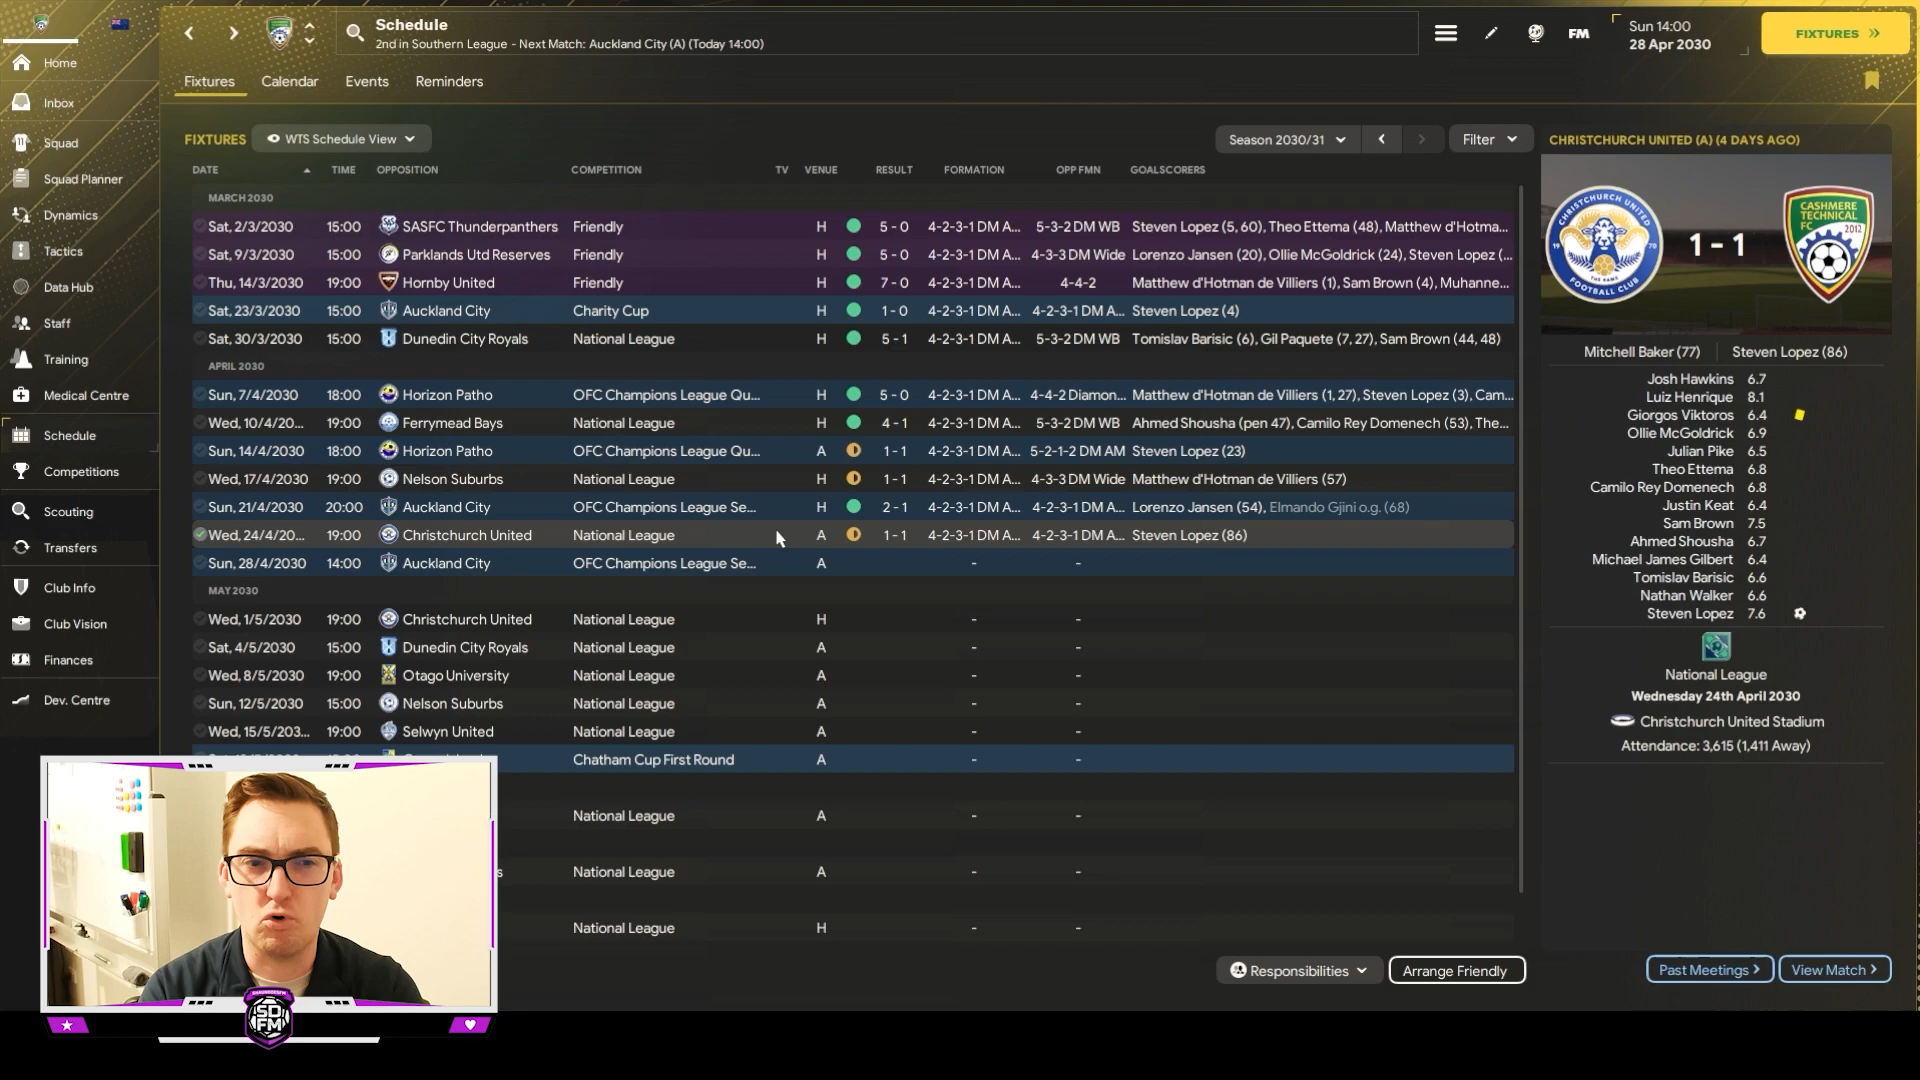 Schedule
2nd in Southern League - Next Match: Auckland City (A) (Today 14:00)
FM
Sun 14:00
28 Apr 2030
FIXTURES
Home
Inbox
Squad
Squad Planner
Dynamics
Tactics
Data Hub
Staff
Training
Medical Centre
Schedule
Competitions
Scouting
Transfers
Club Info
Club Vision
Finances
Dev. Centre
Fixtures Calendar Events Reminders
FIXTURES WTS Schedule View Season 2030/31 Filter
DATE TIME OPPOSITION COMPETITION TV VENUE RESULT FORMATION OPP FMN GOALSCORERS
MARCH 2030
Sat, 2/3/2030 15:00 SASFC Thunderpanthers Friendly H 5 - 0 4-2-3-1 DM A... 5-3-2 DM WB Steven Lopez (5, 60), Theo Ettema (48), Matthew d'Hotma...
Sat, 9/3/2030 15:00 Parklands Utd Reserves Friendly H 5 - 0 4-2-3-1 DM A... 4-3-3 DM Wide Lorenzo Jansen (20), Ollie McGoldrick (24), Steven Lopez (...
Thu, 14/3/2030 19:00 Hornby United Friendly H 7 - 0 4-2-3-1 DM A... 4-4-2 Matthew d'Hotman de Villiers (1), Sam Brown (4), Muhanne...
Sat, 23/3/2030 15:00 Auckland City Charity Cup H 1 - 0 4-2-3-1 DM A... 4-2-3-1 DM A... Steven Lopez (4)
Sat, 30/3/2030 15:00 Dunedin City Royals National League H 5 - 1 4-2-3-1 DM A... 5-3-2 DM WB Tomislav Barisic (6), Gil Paquete (7, 27), Sam Brown (44, 48)
APRIL 2030
Sun, 7/4/2030 18:00 Horizon Patho OFC Champions League Qu... H 5 - 0 4-2-3-1 DM A... 4-4-2 Diamon... Matthew d'Hotman de Villiers (1, 27), Steven Lopez (3), Cam...
Wed, 10/4/20... 19:00 Ferrymead Bays National League H 4 - 1 4-2-3-1 DM A... 5-3-2 DM WB Ahmed Shousha (pen 47), Camilo Rey Domenech (53), The...
Sun, 14/4/2030 18:00 Horizon Patho OFC Champions League Qu... A 1 - 1 4-2-3-1 DM A... 5-2-1-2 DM AM Steven Lopez (23)
Wed, 17/4/2030 19:00 Nelson Suburbs National League H 1 - 1 4-2-3-1 DM A... 4-3-3 DM Wide Matthew d'Hotman de Villiers (57)
Sun, 21/4/2030 20:00 Auckland City OFC Champions League Se... H 2 - 1 4-2-3-1 DM A... 4-2-3-1 DM A... Lorenzo Jansen (54), Elmando Gjini o.g. (68)
Wed, 24/4/20... 19:00 Christchurch United National League A 1 - 1 4-2-3-1 DM A... 4-2-3-1 DM A... Steven Lopez (86)
Sun, 28/4/2030 14:00 Auckland City OFC Champions League Se... A - -
MAY 2030
Wed, 1/5/2030 19:00 Christchurch United National League H - -
Sat, 4/5/2030 15:00 Dunedin City Royals National League A - -
Wed, 8/5/2030 19:00 Otago University National League A - -
Sun, 12/5/2030 15:00 Nelson Suburbs National League A - -
Wed, 15/5/203... 19:00 Selwyn United National League A - -
Chatham Cup First Round A - -
National League A - -
s National League A - -
National League H - -
Responsibilities Arrange Friendly
CHRISTCHURCH UNITED (A) (4 DAYS AGO)
CHRISTCHURCH UNITED
19 70
FOOTBALL CLUB
1 - 1
CASHMERE
TECHNICAL
FC 2012
Mitchell Baker (77) Steven Lopez (86)
Josh Hawkins 6.7
Luiz Henrique 8.1
Giorgos Viktoros 6.4
Ollie McGoldrick 6.9
Julian Pike 6.5
Theo Ettema 6.8
Camilo Rey Domenech 6.8
Justin Keat 6.4
Sam Brown 7.5
Ahmed Shousha 6.7
Michael James Gilbert 6.4
Tomislav Barisic 6.6
Nathan Walker 6.6
Steven Lopez 7.6
National League
Wednesday 24th April 2030
Christchurch United Stadium
Attendance: 3,615 (1,411 Away)
Past Meetings View Match
SD
FM